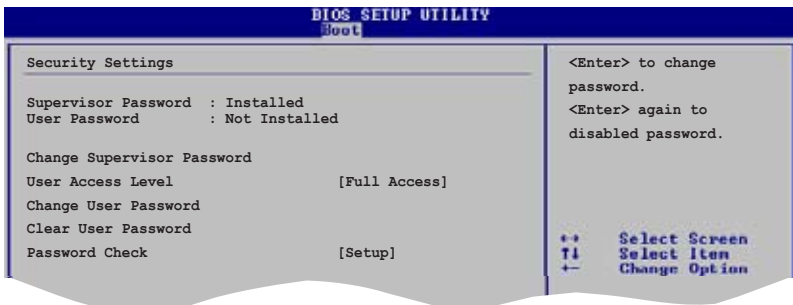 BIOS SETUP UTILITY
Boot
Security Settings
Supervisor Password : Installed
User Password : Not Installed
Change Supervisor Password
User Access Level [Full Access]
Change User Password
Clear User Password
Password Check [Setup]
<Enter> to change
password.
<Enter> again to
disabled password.
←→ Select Screen
↑↓ Select Item
+- Change Option